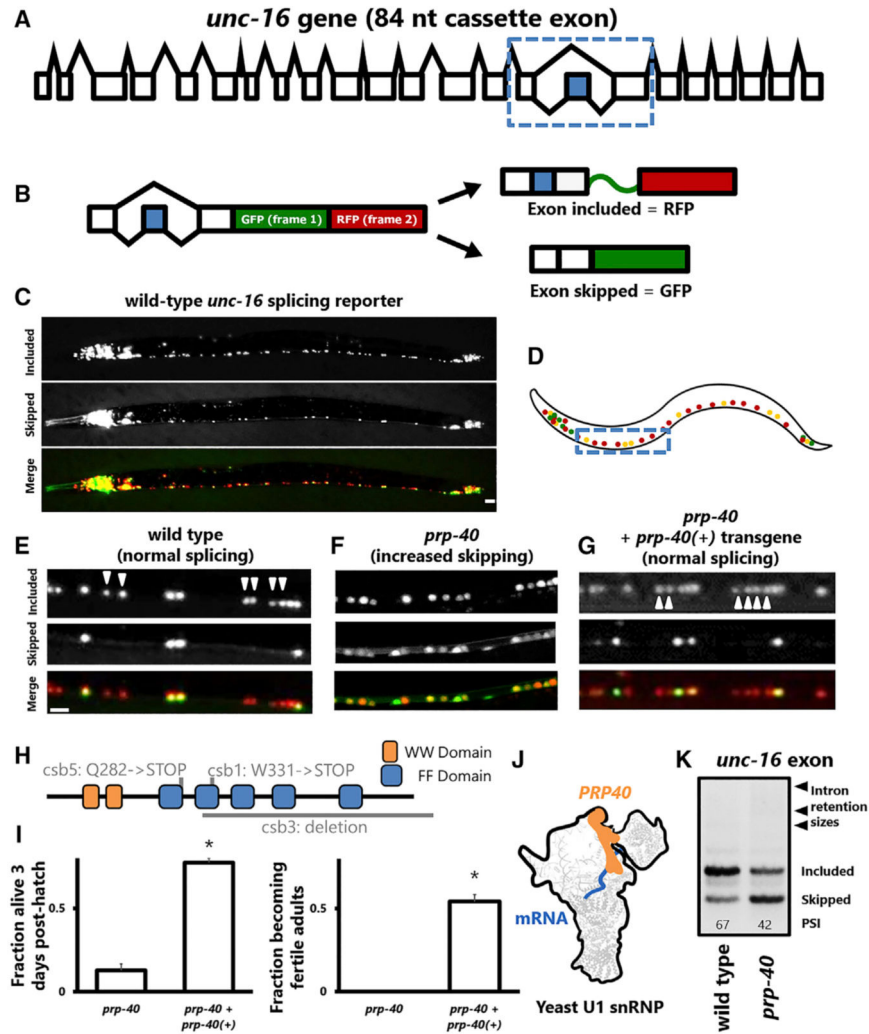 A
unc-16 gene (84 nt cassette exon)
B
GFP (frame 1)
RFP (frame 2)
Exon included = RFP
Exon skipped = GFP
C
wild-type unc-16 splicing reporter
Included
Skipped
Merge
D
E
wild type
(normal splicing)
Included
Skipped
Merge
F
prp-40
(increased skipping)
G
prp-40
+ prp-40(+) transgene
(normal splicing)
H
WW Domain
FF Domain
csb5: Q282->STOP
csb1: W331->STOP
csb3: deletion
I
Fraction alive 3
days post-hatch
0.5
0
*
prp-40
prp-40 +
prp-40(+)
Fraction becoming
fertile adults
0.5
0
*
prp-40
prp-40 +
prp-40(+)
J
PRP40
mRNA
Yeast U1 snRNP
K
unc-16 exon
Intron
retention
sizes
Included
Skipped
67
42
PSI
wild type
prp-40